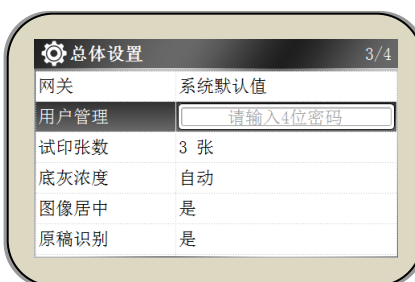 总体设置 3/4
网关 系统默认值
用户管理 请输入4位密码
试印张数 3 张
底灰浓度 自动
图像居中 是
原稿识别 是